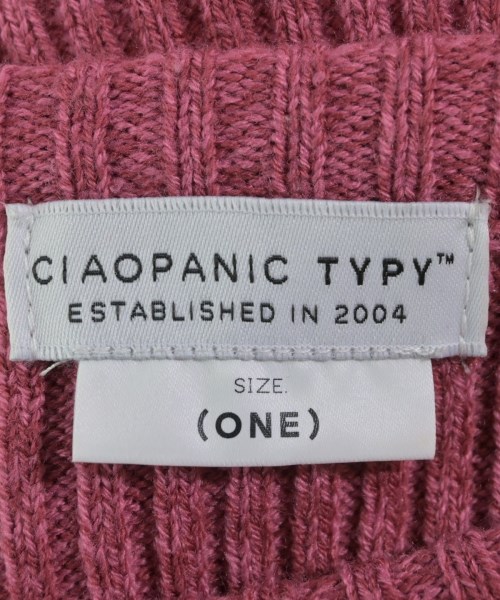 CIAOPANIC TYPY™
ESTABLISHED IN 2004
SIZE.
(ONE)